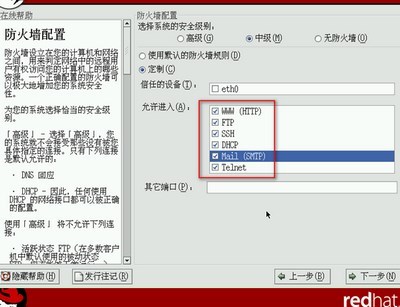 在线帮助
防火墙配置
防火墙设立在您的计算机和网络
之间，用来判定网络中的远程用
户有权访问您的计算机上的哪些
资源。一个正确配置的防火墙可
以极大地增加您的系统安全
性。
为您的系统选择恰当的安全级
别。
「高级」 - 选择「高级」，您
的系统就不会接受那些没有被您
具体指定的连接。只有下列连接
是默认允许的:
· DNS 回应
· DHCP - 因此，任何使用
DHCP 的网络接口都可以被正
确配置。
使用「高级」 将不允许下列连
接:
· 活跃状态 FTP (在多数客户
机中默认使用的被动状态
防火墙配置
选择系统的安全级别:
高级(G)
中级(M)
无防火墙(O)
使用默认的防火墙规则(D)
定制(C)
信任的设备(T):
eth0
允许进入(A):
WWW (HTTP)
FTP
SSH
DHCP
Mail (SMTP)
Telnet
其它端口(P):
隐藏帮助(H)
发行注记(R)
上一步(B)
下一步(N)
redhat